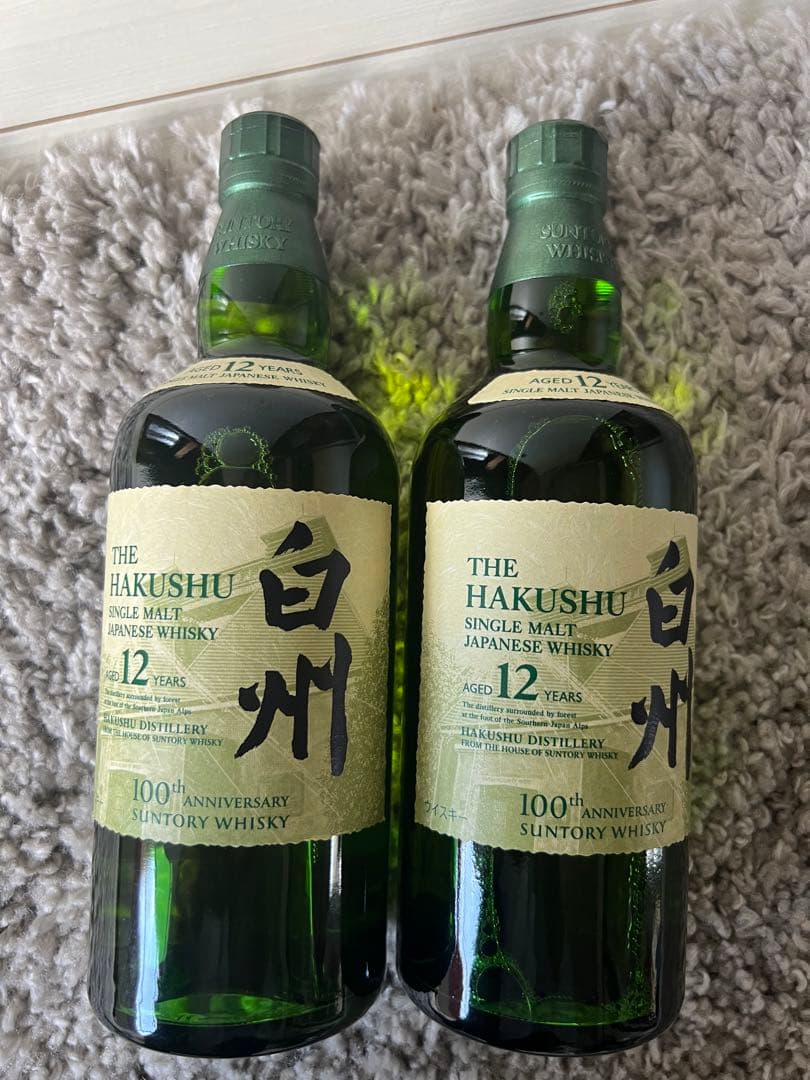 SUNTORY
WHISKY
AGED 12 YEARS
SINGLE MALT JAPANESE WHISKY
THE
HAKUSHU
SINGLE MALT
JAPANESE WHISKY
AGED 12 YEARS
The distillery surrounded by forest
at the foot of the Southern Japan Alps
HAKUSHU DISTILLERY
FROM THE HOUSE OF SUNTORY WHISKY
白州
100th ANNIVERSARY
SUNTORY WHISKY
SUNTORY
WHISKY
AGED 12 YEARS
SINGLE MALT JAPANESE WHISKY
THE
HAKUSHU
SINGLE MALT
JAPANESE WHISKY
AGED 12 YEARS
The distillery surrounded by forest
at the foot of the Southern Japan Alps
HAKUSHU DISTILLERY
FROM THE HOUSE OF SUNTORY WHISKY
白州
ウイスキー
100th ANNIVERSARY
SUNTORY WHISKY